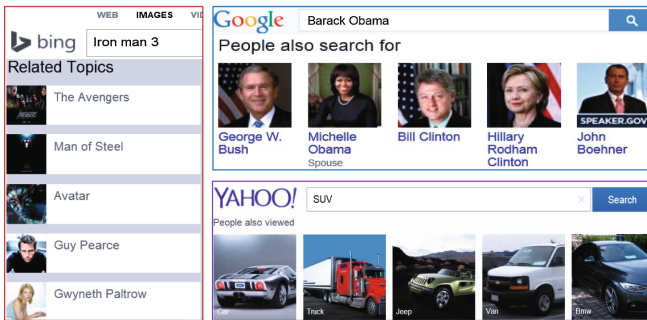 WEB IMAGES VID
bing
Iron man 3
Related Topics
The Avengers
Man of Steel
Avatar
Guy Pearce
Gwyneth Paltrow
Google
Barack Obama
People also search for
George W.
Bush
Michelle
Obama
Spouse
Bill Clinton
Hillary
Rodham
Clinton
SPEAKER.GOV
John
Boehner
YAHOO!
SUV
Search
People also viewed
Car
Truck
Jeep
Van
Bmw